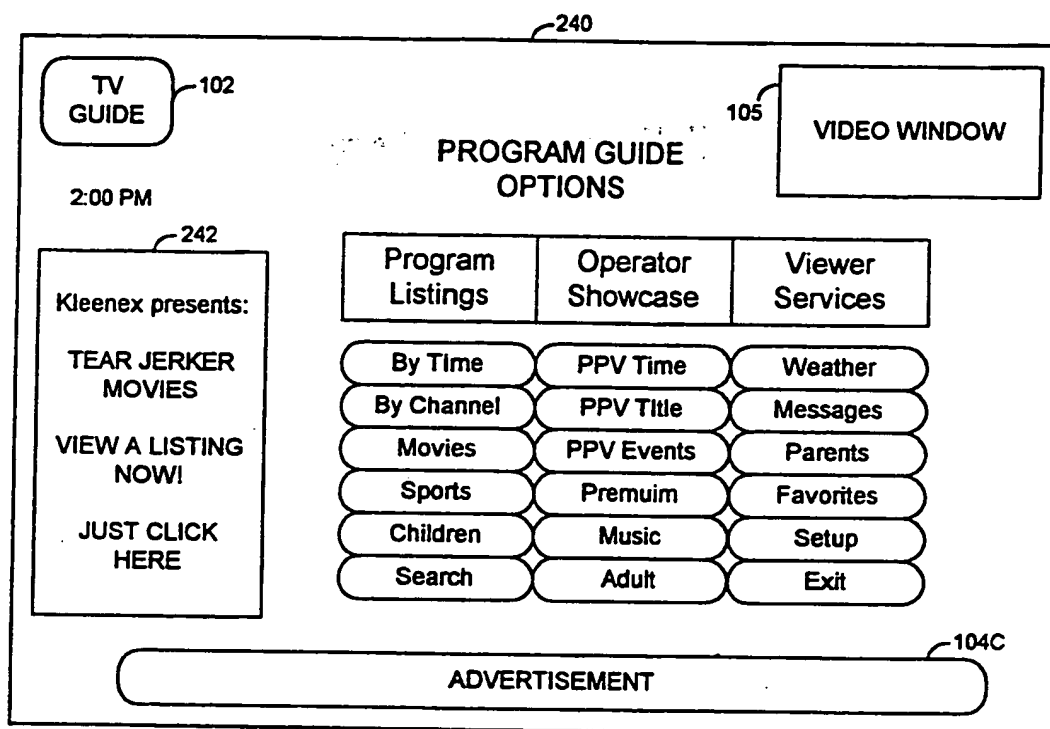 240
TV
GUIDE
102
105
VIDEO WINDOW
PROGRAM GUIDE
OPTIONS
2:00 PM
242
Kleenex presents:
TEAR JERKER
MOVIES
VIEW A LISTING
NOW!
JUST CLICK
HERE
Program
Listings
Operator
Showcase
Viewer
Services
By Time
PPV Time
Weather
By Channel
PPV Title
Messages
Movies
PPV Events
Parents
Sports
Premuim
Favorites
Children
Music
Setup
Search
Adult
Exit
104C
ADVERTISEMENT